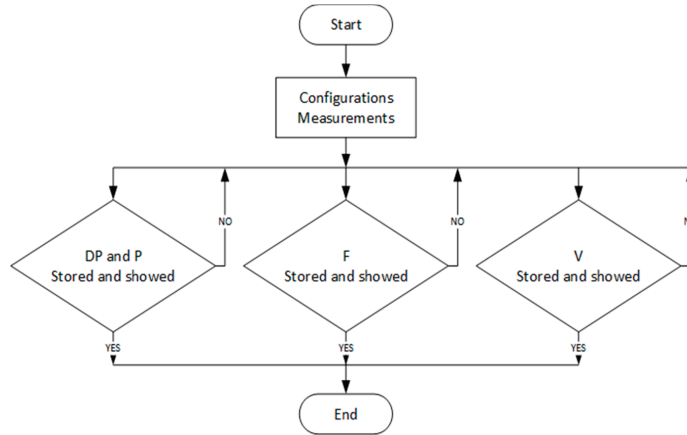 Start
Configurations
Measurements
NO
NO
DP and P
Stored and showed
F
Stored and showed
V
Stored and showed
YES
YES
YES
End